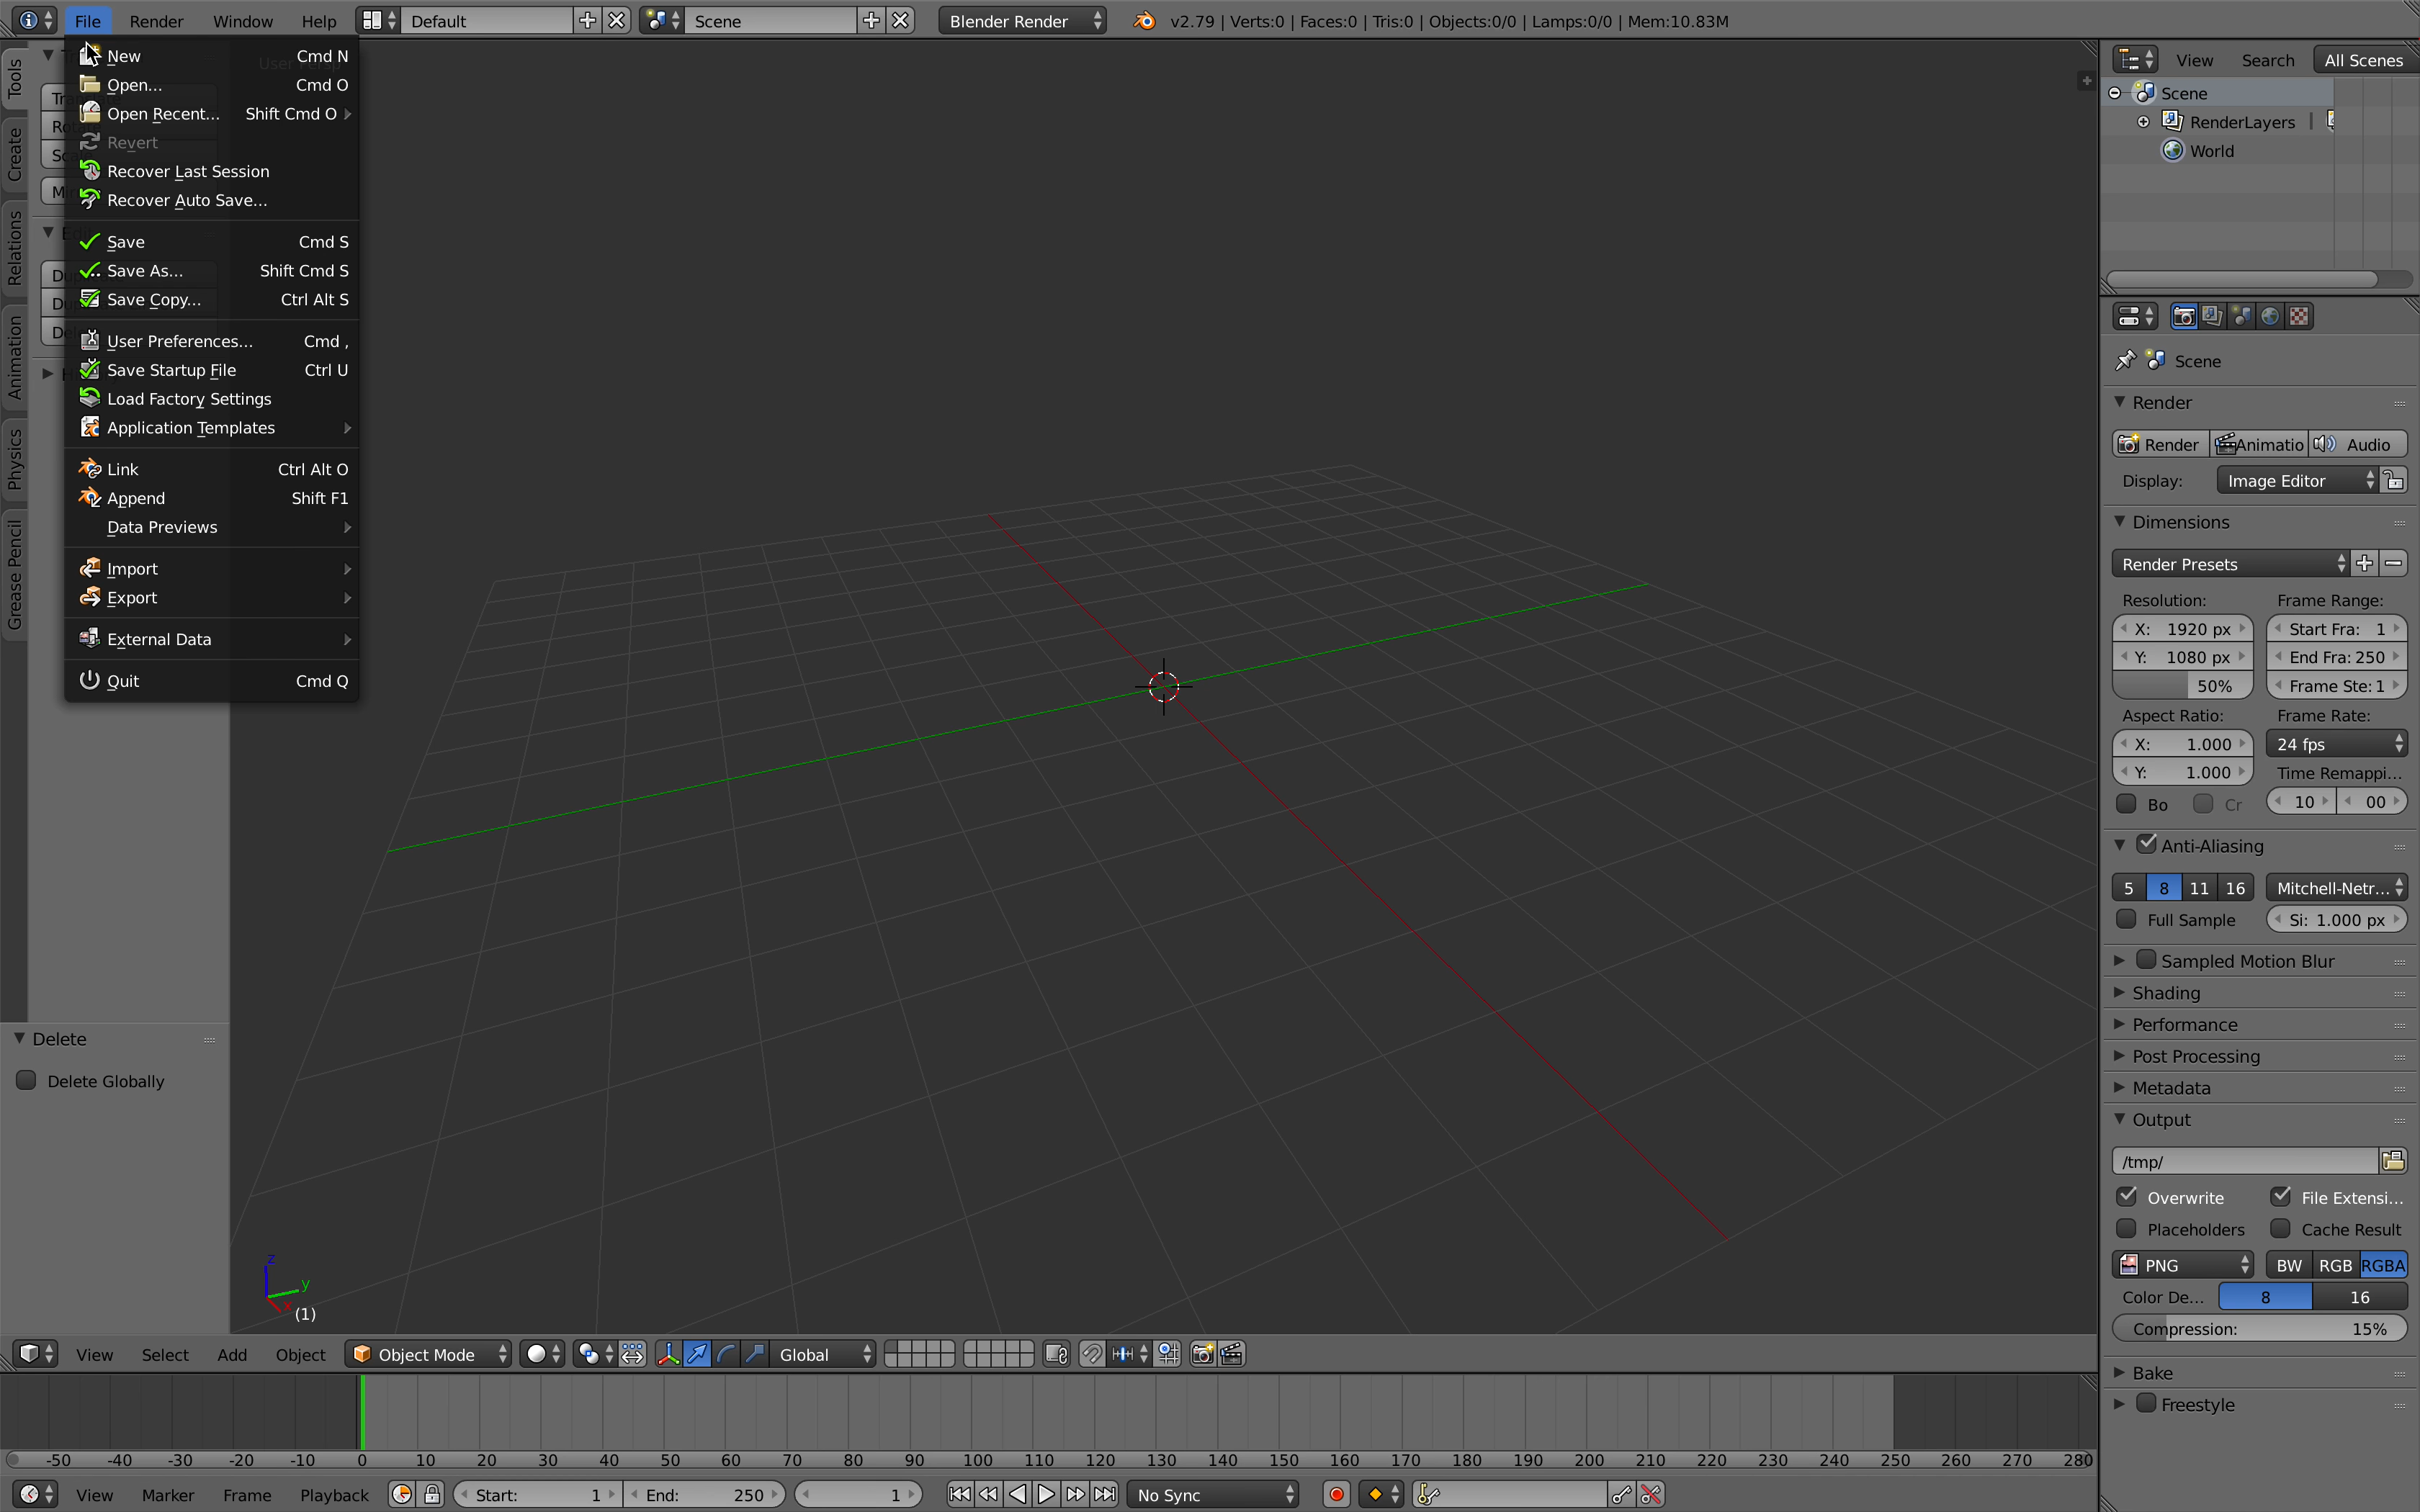 File Render Window Help Default Scene Blender Render v2.79 | Verts:0 | Faces:0 | Tris:0 | Objects:0/0 | Lamps:0/0 | Mem:10.83M
New Cmd N
Open... Cmd O
Open Recent... Shift Cmd O
Revert
Recover Last Session
Recover Auto Save...
Save Cmd S
Save As... Shift Cmd S
Save Copy... Ctrl Alt S
User Preferences... Cmd ,
Save Startup File Ctrl U
Load Factory Settings
Application Templates
Link Ctrl Alt O
Append Shift F1
Data Previews
Import
Export
External Data
Quit Cmd Q
Tools
Create
Relations
Animation
Physics
Grease Pencil
Delete
Delete Globally
User
z
y
x
(1)
View Select Add Object Object Mode Global
-50 -40 -30 -20 -10 0 10 20 30 40 50 60 70 80 90 100 110 120 130 140 150 160 170 180 190 200 210 220 230 240 250 260 270 280
View Marker Frame Playback Start: 1 End: 250 1 No Sync
View Search All Scenes
Scene
RenderLayers
World
Scene
Render
Render Animatio Audio
Display: Image Editor
Dimensions
Render Presets
Resolution: Frame Range:
X: 1920 px Start Fra: 1
Y: 1080 px End Fra: 250
50% Frame Ste: 1
Aspect Ratio: Frame Rate:
X: 1.000 24 fps
Y: 1.000 Time Remappi...
Bo Cr 10 00
Anti-Aliasing
5 8 11 16 Mitchell-Netr...
Full Sample Si: 1.000 px
Sampled Motion Blur
Shading
Performance
Post Processing
Metadata
Output
/tmp/
Overwrite File Extensi...
Placeholders Cache Result
PNG BW RGB RGBA
Color De... 8 16
Compression: 15%
Bake
Freestyle